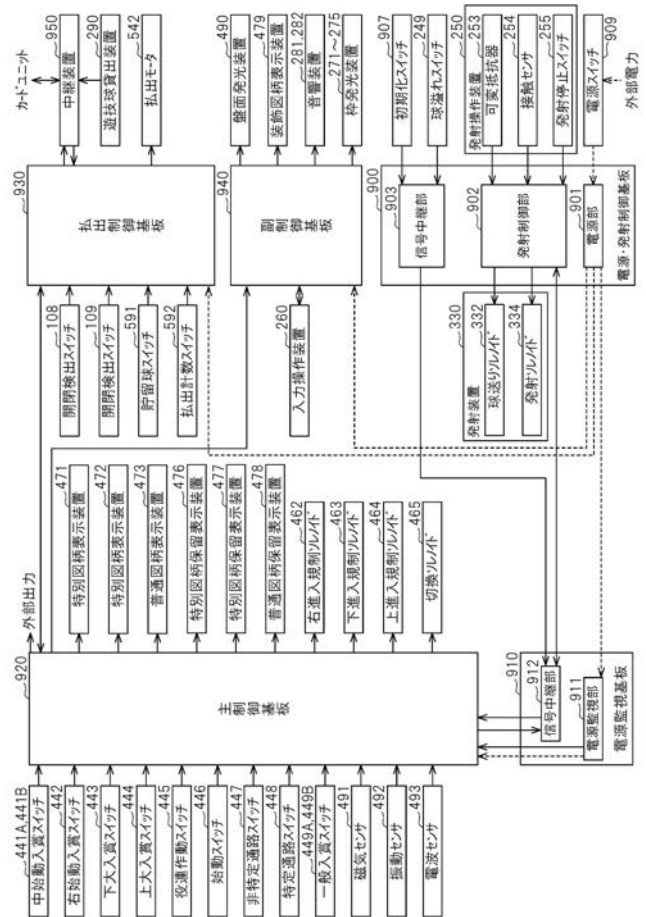 441A,441B
中始動入賞スイッチ
442
右始動入賞スイッチ
443
下大入賞スイッチ
444
上大入賞スイッチ
445
役連作動スイッチ
446
始動スイッチ
447
非特定通路スイッチ
448
特定通路スイッチ
449A,449B
一般入賞スイッチ
491
磁気センサ
492
振動センサ
493
電波センサ
920
主制御基板
外部出力
471
特別図柄表示装置
472
特別図柄表示装置
473
普通図柄表示装置
476
特別図柄保留表示装置
477
特別図柄保留表示装置
478
普通図柄保留表示装置
462
右進入規制ソレノイド
463
下進入規制ソレノイド
464
上進入規制ソレノイド
465
切換ソレノイド
910
912
信号中継部
911
電源監視部
電源監視基板
108
開閉検出スイッチ
109
開閉検出スイッチ
591
貯留球スイッチ
592
払出計数スイッチ
930
払出制御基板
カードユニット
950
中継装置
290
遊技球貸出装置
542
払出モータ
940
副制御基板
260
入力操作装置
490
盤面発光装置
479
装飾図柄表示装置
281,282
音響装置
271～275
枠発光装置
900
903
信号中継部
902
発射制御部
901
電源部
電源・発射制御基板
330
発射装置
332
球送りソレノイド
334
発射ソレノイド
907
初期化スイッチ
249
球溢れスイッチ
250
発射操作装置
253
可変抵抗器
254
接触センサ
255
発射停止スイッチ
909
電源スイッチ
外部電力